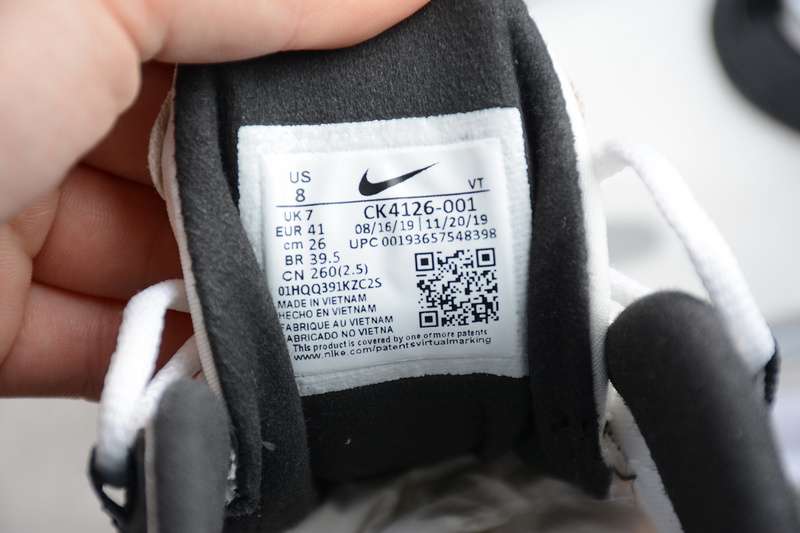 US
8
VT
UK 7
CK4126-001
EUR 41
08/16/19 | 11/20/19
cm 26
UPC 00193657548398
BR 39.5
CN 260(2.5)
01HQQ391KZC2S
MADE IN VIETNAM
HECHO EN VIETNAM
FABRIQUE AU VIETNAM
FABRICADO NO VIETNA
This product is covered by one or more patents
www.nike.com/patentsvirtualmarking